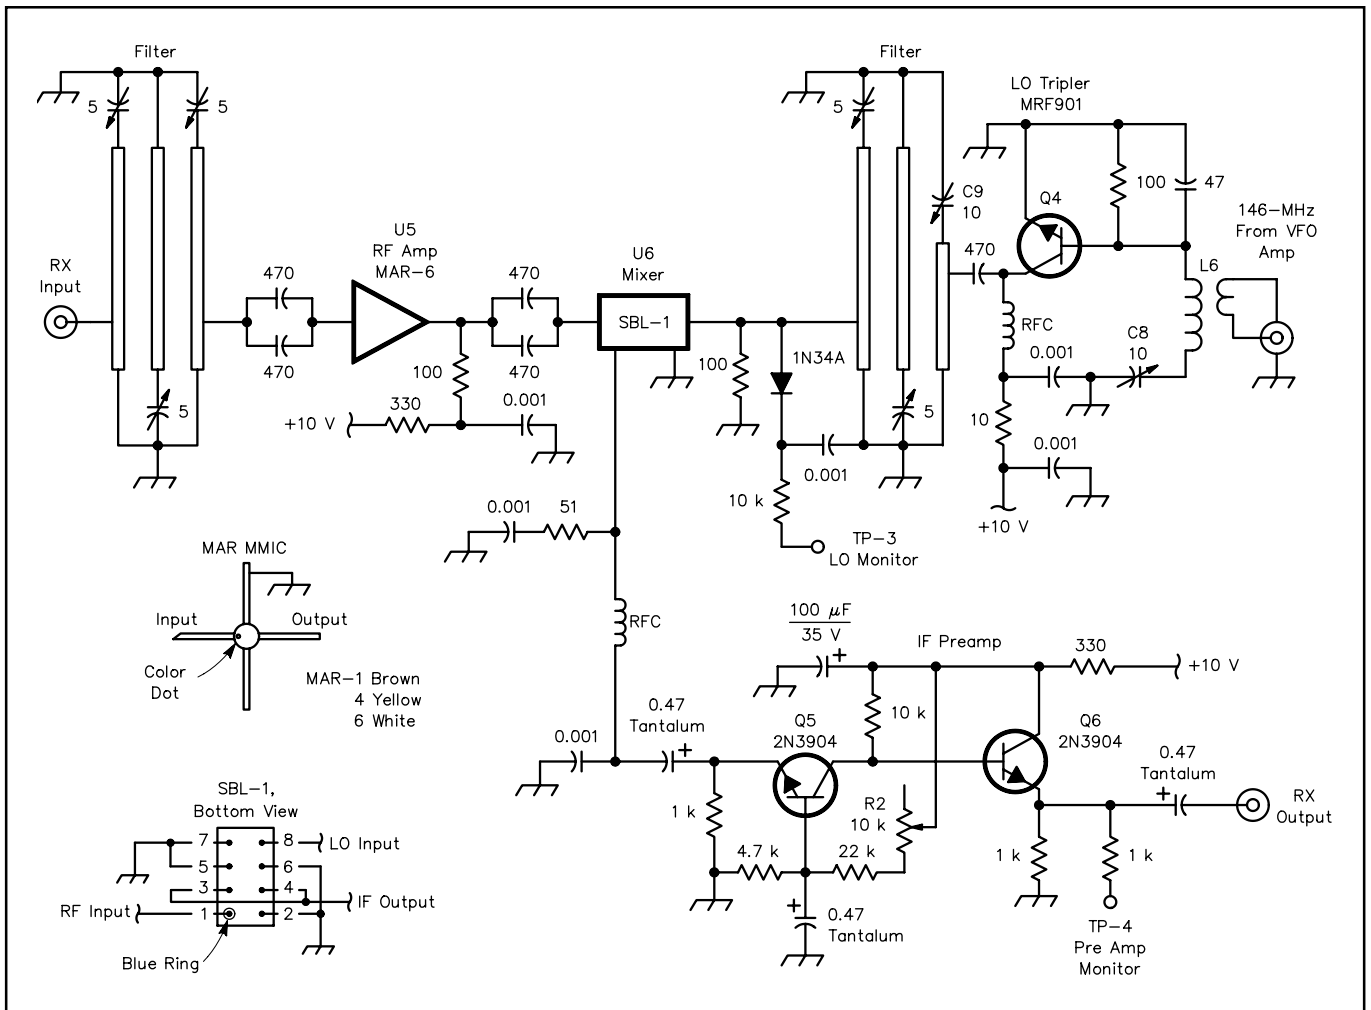 Filter
5
5
RX
Input
470
470
5
U5
RF Amp
MAR-6
100
+10 V
330
0.001
470
470
U6
Mixer
SBL-1
100
1N34A
10 k
0.001
TP-3
LO Monitor
Filter
5
5
C9
10
LO Tripler
MRF901
Q4
100
47
470
146-MHz
From VFO
Amp
L6
RFC
0.001
C8
10
10
0.001
+10 V
0.001
51
RFC
MAR MMIC
Input
Output
Color
Dot
MAR-1 Brown
4 Yellow
6 White
100 µF
35 V
+
IF Preamp
330
+10 V
10 k
0.47
Tantalum
+
0.001
Q5
2N3904
Q6
2N3904
1 k
R2
10 k
4.7 k
22 k
+
0.47
Tantalum
0.47
Tantalum
+
RX
Output
1 k
1 k
TP-4
Pre Amp
Monitor
SBL-1,
Bottom View
7
8
LO Input
5
6
3
4
IF Output
RF Input
1
2
Blue Ring